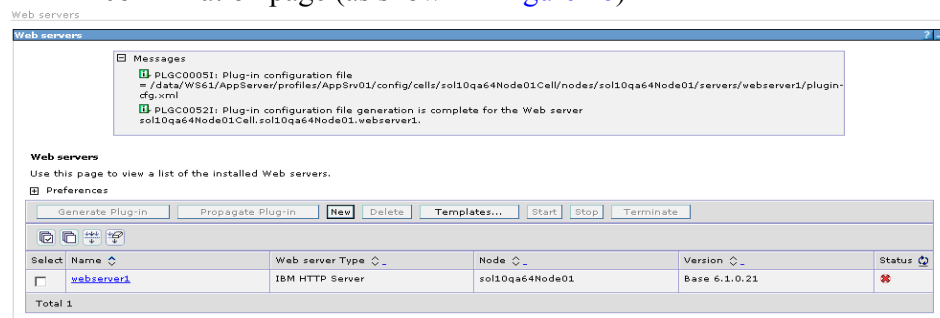 Web servers
Web servers ? -
Messages
PLGC0005I: Plug-in configuration file
= /data/WS61/AppServer/profiles/AppSrv01/config/cells/sol10qa64Node01Cell/nodes/sol10qa64Node01/servers/webserver1/plugin-
cfg.xml
PLGC0052I: Plug-in configuration file generation is complete for the Web server
sol10qa64Node01Cell.sol10qa64Node01.webserver1.
Web servers
Use this page to view a list of the installed Web servers.
Preferences
Generate Plug-in Propagate Plug-in New Delete Templates... Start Stop Terminate
Select Name Web server Type Node Version Status
webserver1 IBM HTTP Server sol10qa64Node01 Base 6.1.0.21
Total 1